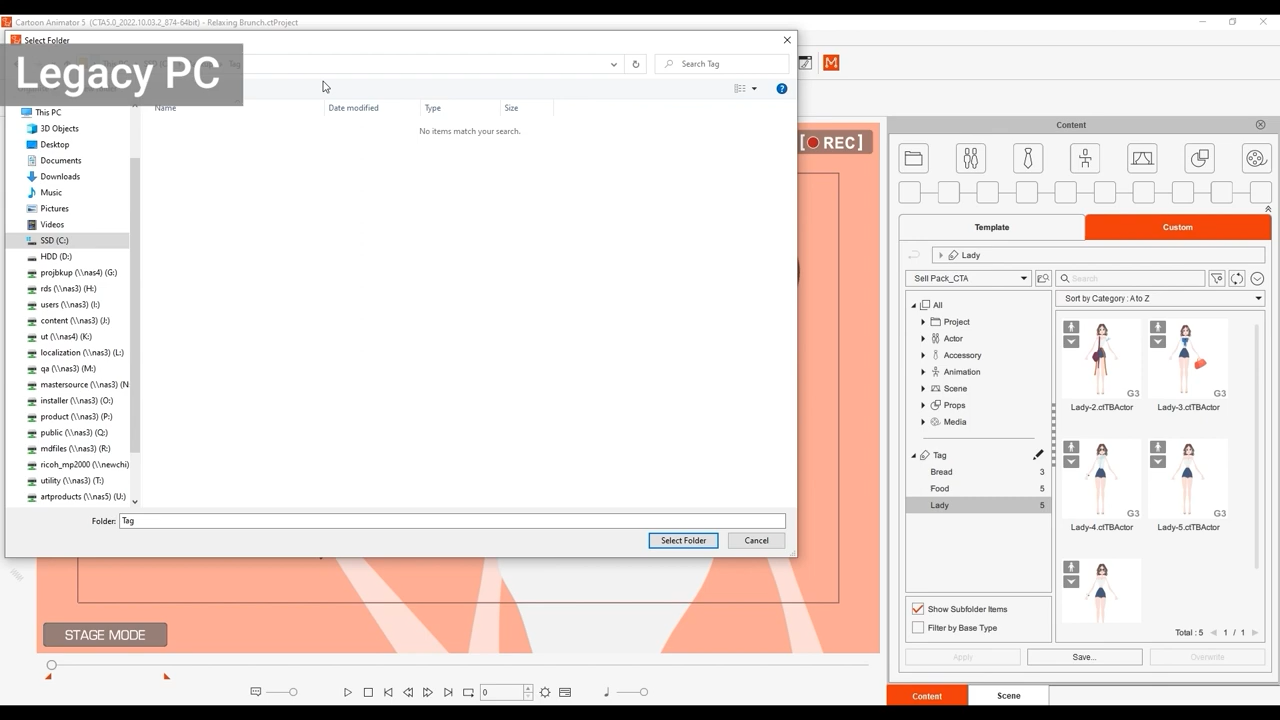 Cartoon Animator 5 (CTA5.0_2022.10.03.2_874-64bit) - Relaxing Brunch.ctProject
Select Folder
Legacy PC
Search Tag
Name
Date modified
Type
Size
No items match your search.
This PC
3D Objects
Desktop
Documents
Downloads
Music
Pictures
Videos
SSD (C:)
HDD (D:)
projbkup (\\nas4) (G:)
rds (\\nas3) (H:)
users (\\nas3) (I:)
content (\\nas3) (J:)
ut (\\nas4) (K:)
localization (\\nas3) (L:)
qa (\\nas3) (M:)
mastersource (\\nas3) (N
installer (\\nas3) (O:)
product (\\nas3) (P:)
public (\\nas3) (Q:)
mdfiles (\\nas3) (R:)
ricoh_mp2000 (\\newchi)
utility (\\nas3) (T:)
artproducts (\\nas5) (U:)
Folder: Tag
Select Folder
Cancel
[REC]
STAGE MODE
0
Content
Template
Custom
Lady
Sell Pack_CTA
Search
All
Project
Actor
Accessory
Animation
Scene
Props
Media
Tag
Bread 3
Food 5
Lady 5
Show Subfolder Items
Filter by Base Type
Sort by Category : A to Z
G3
Lady-2.ctTBActor
G3
Lady-3.ctTBActor
G3
Lady-4.ctTBActor
G3
Lady-5.ctTBActor
Total : 5
1 / 1
Apply
Save...
Overwrite
Content
Scene